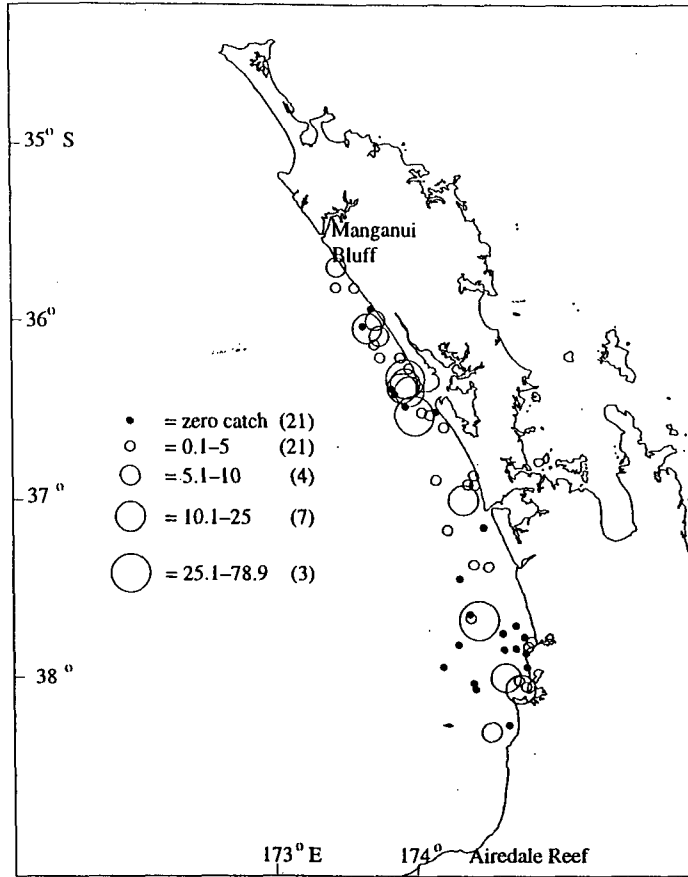 35° S
Manganui
Bluff
36°
= zero catch (21)
= 0.1–5 (21)
= 5.1–10 (4)
37°
= 10.1–25 (7)
= 25.1–78.9 (3)
38°
173° E 174° Airedale Reef